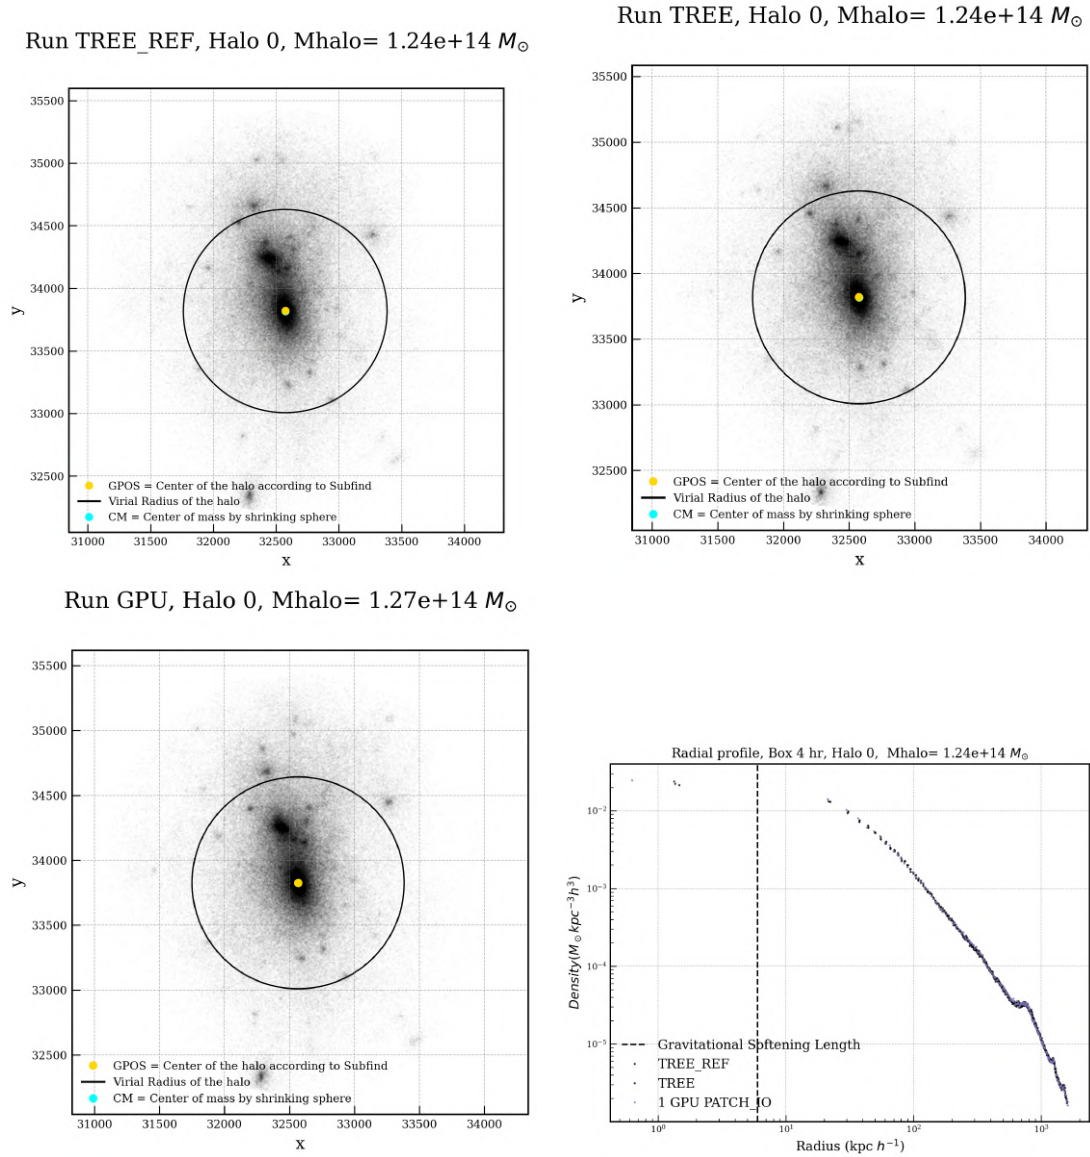 Run TREE_REF, Halo 0, Mhalo= 1.24e+14 M⊙
35500
35000
34500
34000
33500
33000
32500
y
GPOS = Center of the halo according to Subfind
Virial Radius of the halo
CM = Center of mass by shrinking sphere
31000 31500 32000 32500 33000 33500 34000
x
Run TREE, Halo 0, Mhalo= 1.24e+14 M⊙
35500
35000
34500
34000
33500
33000
32500
y
GPOS = Center of the halo according to Subfind
Virial Radius of the halo
CM = Center of mass by shrinking sphere
31000 31500 32000 32500 33000 33500 34000
x
Run GPU, Halo 0, Mhalo= 1.27e+14 M⊙
35500
35000
34500
34000
33500
33000
32500
y
GPOS = Center of the halo according to Subfind
Virial Radius of the halo
CM = Center of mass by shrinking sphere
31000 31500 32000 32500 33000 33500 34000
x
Radial profile, Box 4 hr, Halo 0, Mhalo= 1.24e+14 M⊙
10⁻²
10⁻³
10⁻⁴
10⁻⁵
Density(M⊙kpc⁻³h³)
Gravitational Softening Length
TREE_REF
TREE
1 GPU PATCH_IO
10⁰ 10¹ 10² 10³
Radius (kpc h⁻¹)